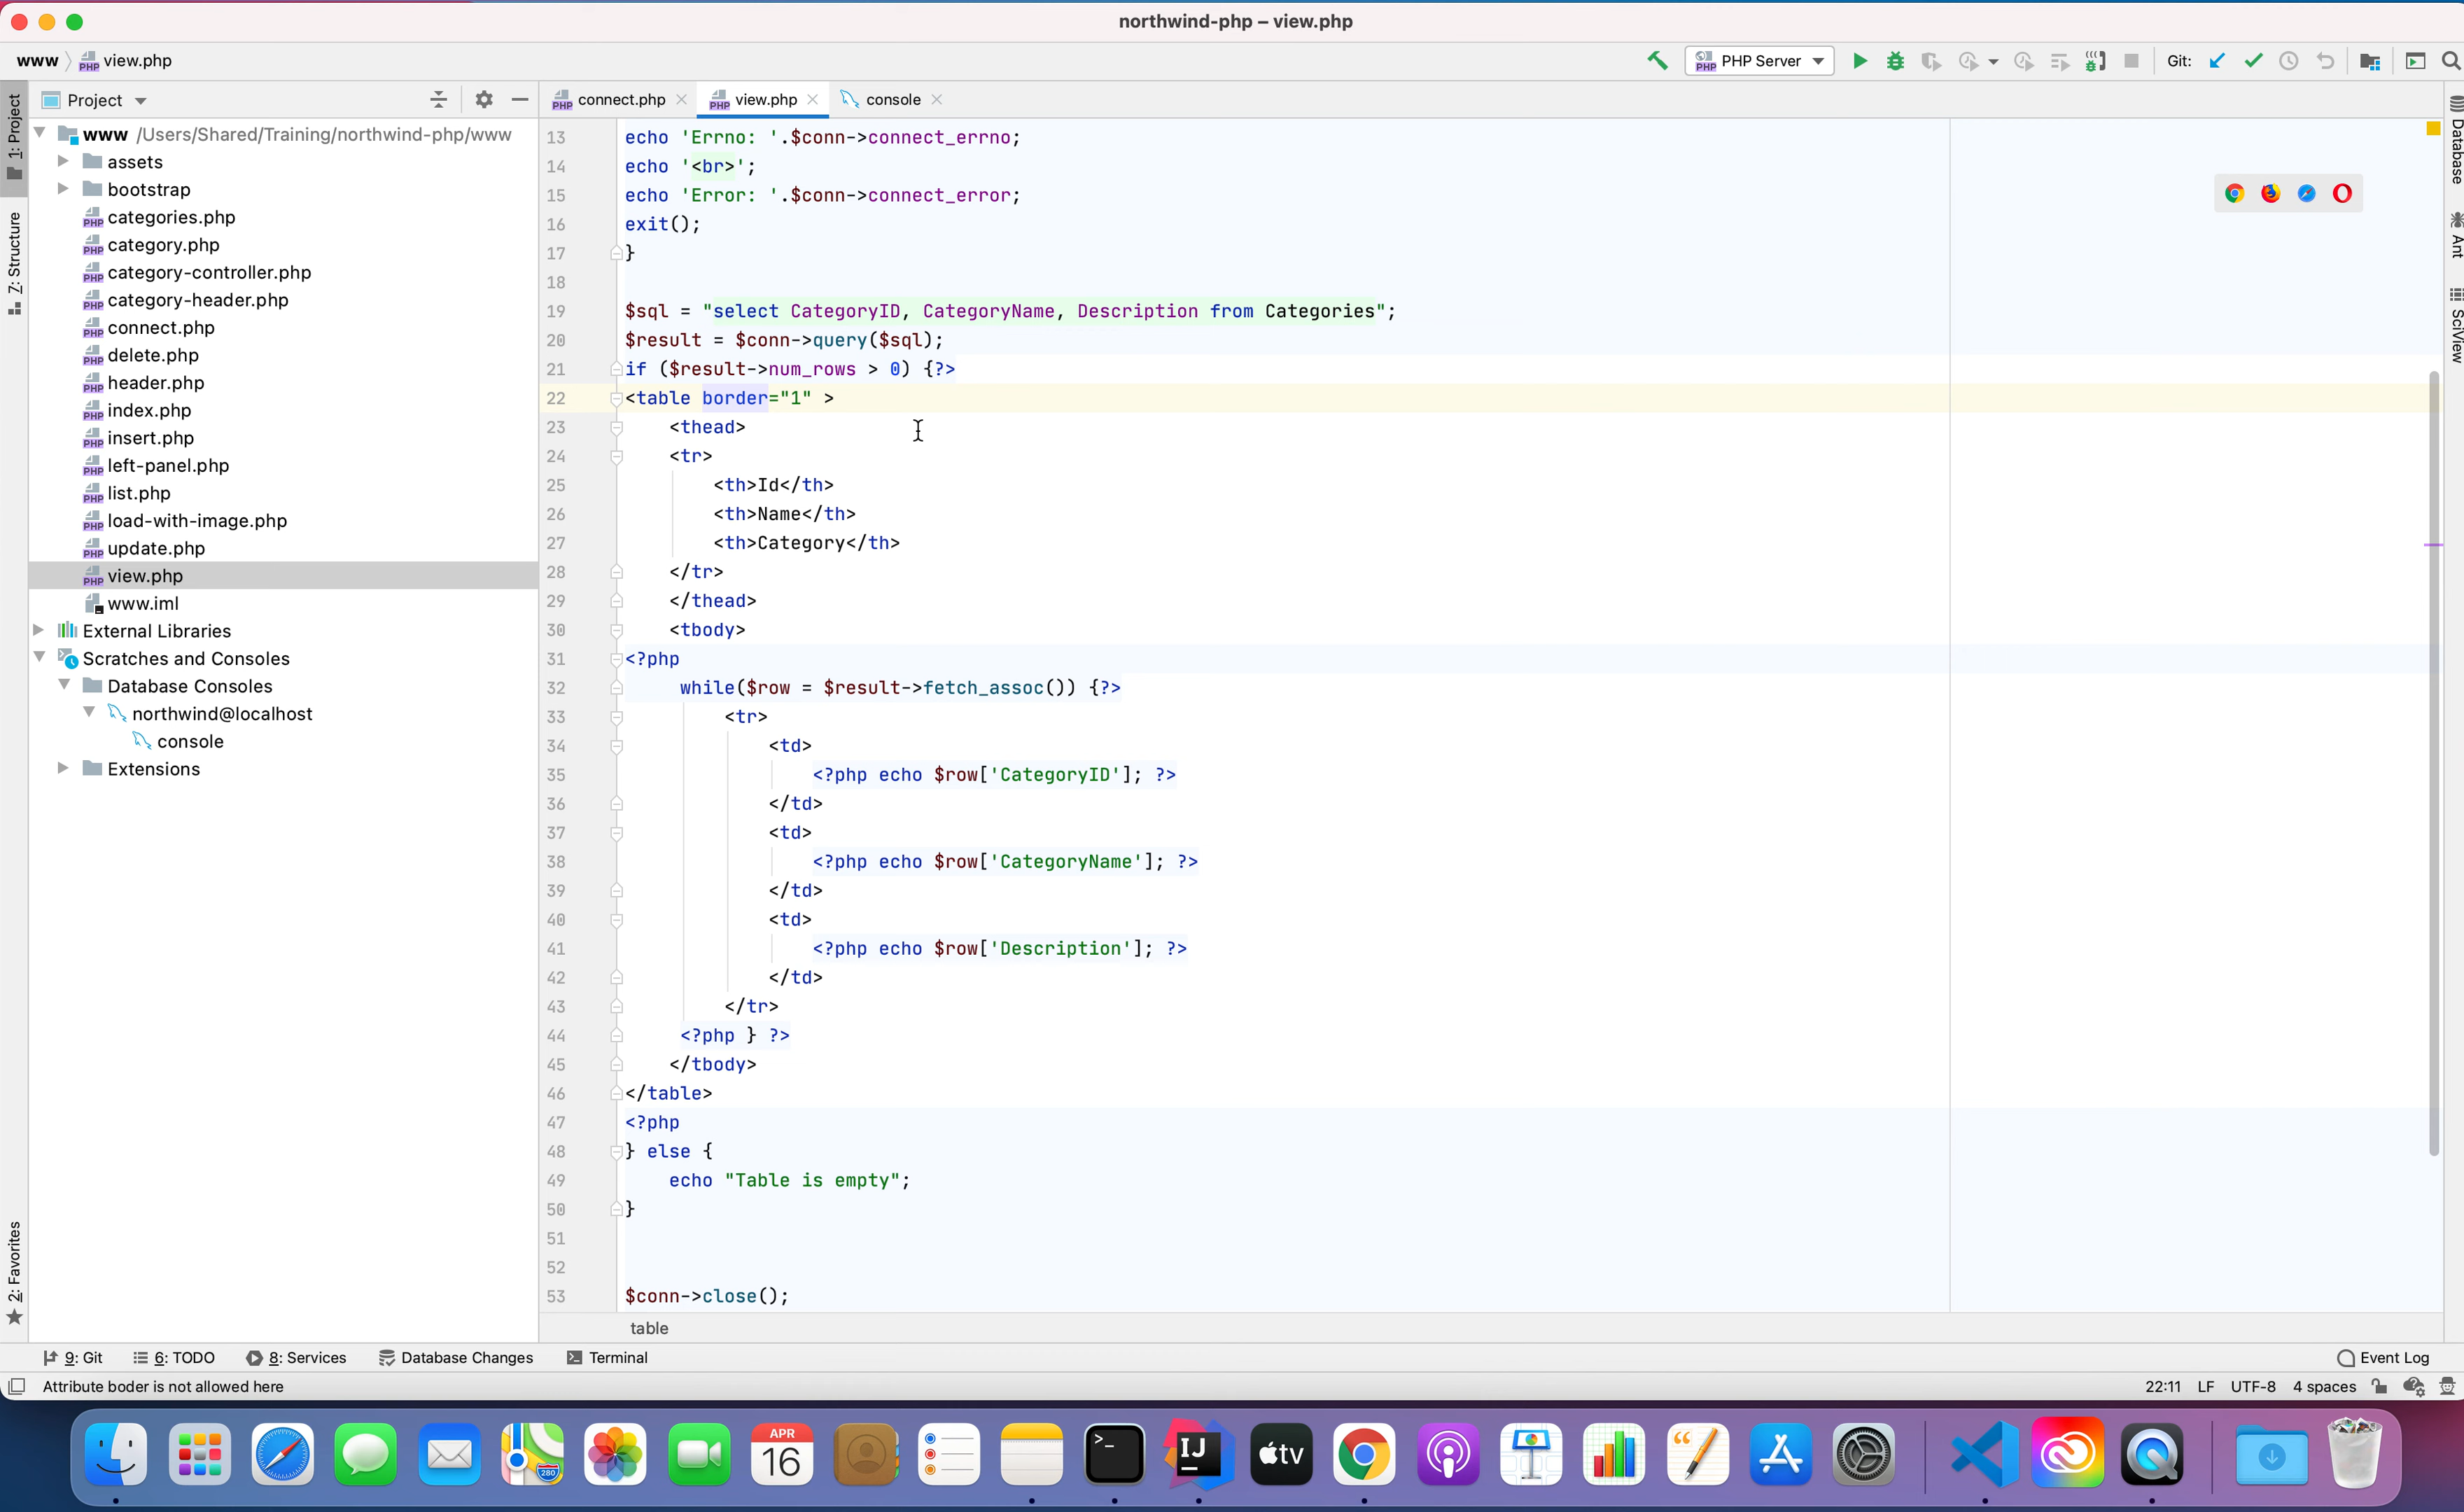 northwind-php – view.php
www view.php PHP Server Git:
Project
connect.php view.php console
1: Project
7: Structure
2: Favorites
www /Users/Shared/Training/northwind-php/www
assets
bootstrap
categories.php
category.php
category-controller.php
category-header.php
connect.php
delete.php
header.php
index.php
insert.php
left-panel.php
list.php
load-with-image.php
update.php
view.php
www.iml
External Libraries
Scratches and Consoles
Database Consoles
northwind@localhost
console
Extensions
13 echo 'Errno: '.$conn->connect_errno;
14 echo '<br>';
15 echo 'Error: '.$conn->connect_error;
16 exit();
17 }
18
19 $sql = "select CategoryID, CategoryName, Description from Categories";
20 $result = $conn->query($sql);
21 if ($result->num_rows > 0) {?>
22 <table border="1" >
23 <thead>
24 <tr>
25 <th>Id</th>
26 <th>Name</th>
27 <th>Category</th>
28 </tr>
29 </thead>
30 <tbody>
31 <?php
32 while($row = $result->fetch_assoc()) {?>
33 <tr>
34 <td>
35 <?php echo $row['CategoryID']; ?>
36 </td>
37 <td>
38 <?php echo $row['CategoryName']; ?>
39 </td>
40 <td>
41 <?php echo $row['Description']; ?>
42 </td>
43 </tr>
44 <?php } ?>
45 </tbody>
46 </table>
47 <?php
48 } else {
49 echo "Table is empty";
50 }
51
52
53 $conn->close();
table
Database
Ant
SciView
9: Git 6: TODO 8: Services Database Changes Terminal Event Log
Attribute boder is not allowed here 22:11 LF UTF-8 4 spaces
APR
16
280
>_
IJ
tv